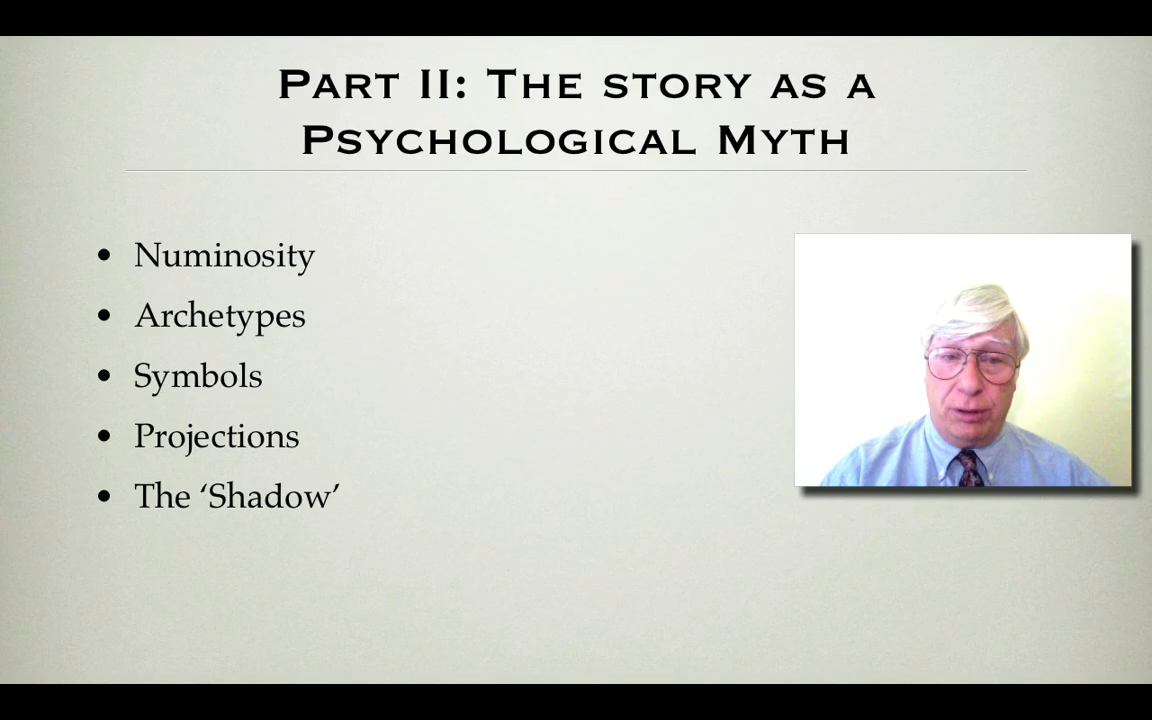 Part II: The story as a
Psychological Myth
• Numinosity
• Archetypes
• Symbols
• Projections
• The ‘Shadow’